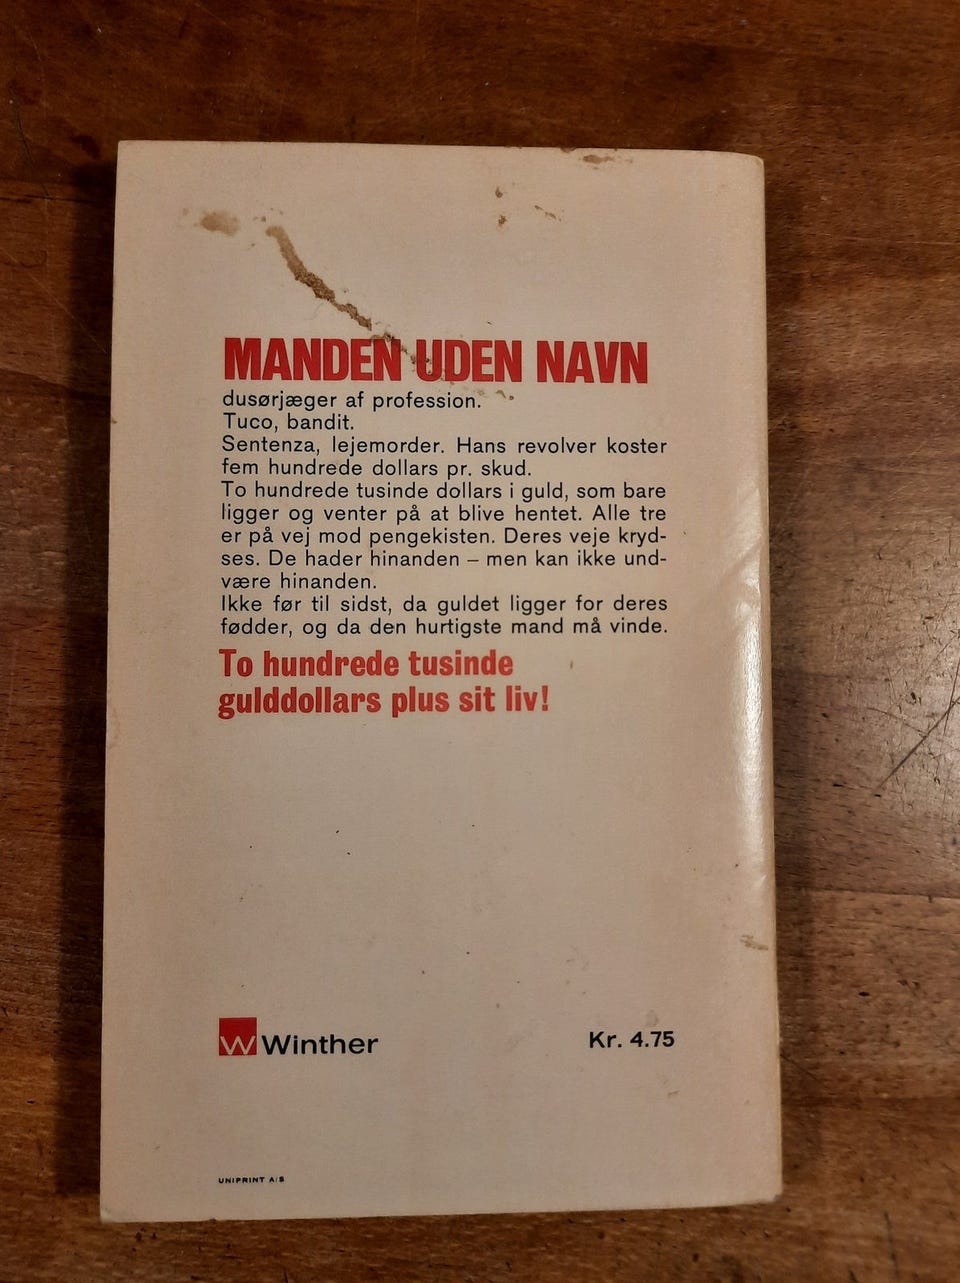 MANDEN UDEN NAVN
dusørjæger af profession.
Tuco, bandit.
Sentenza, lejemorder. Hans revolver koster
fem hundrede dollars pr. skud.
To hundrede tusinde dollars i guld, som bare
ligger og venter på at blive hentet. Alle tre
er på vej mod pengekisten. Deres veje kryd-
ses. De hader hinanden – men kan ikke und-
være hinanden.
Ikke før til sidst, da guldet ligger for deres
fødder, og da den hurtigste mand må vinde.
To hundrede tusinde
gulddollars plus sit liv!
W Winther
Kr. 4.75
UNIPRINT A/S